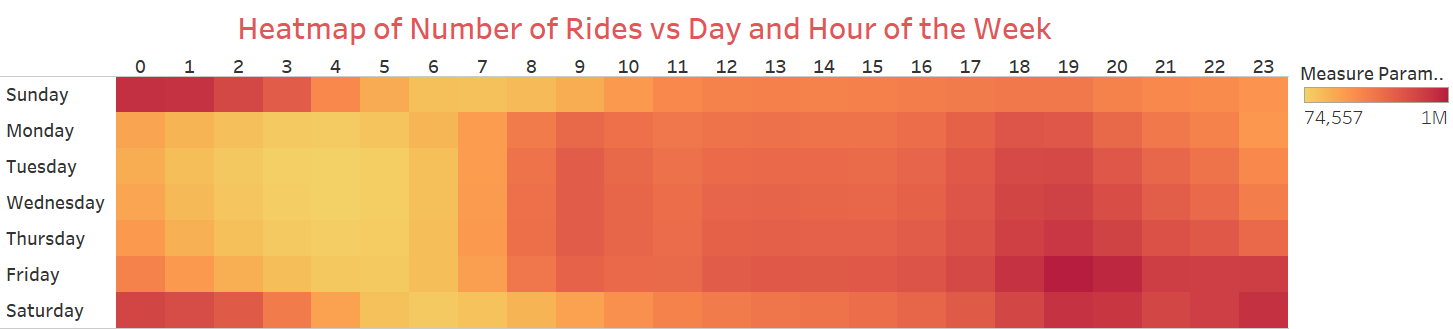 Heatmap of Number of Rides vs Day and Hour of the Week
0 1 2 3 4 5 6 7 8 9 10 11 12 13 14 15 16 17 18 19 20 21 22 23
Sunday
Monday
Tuesday
Wednesday
Thursday
Friday
Saturday
Measure Param..
74,557 1M